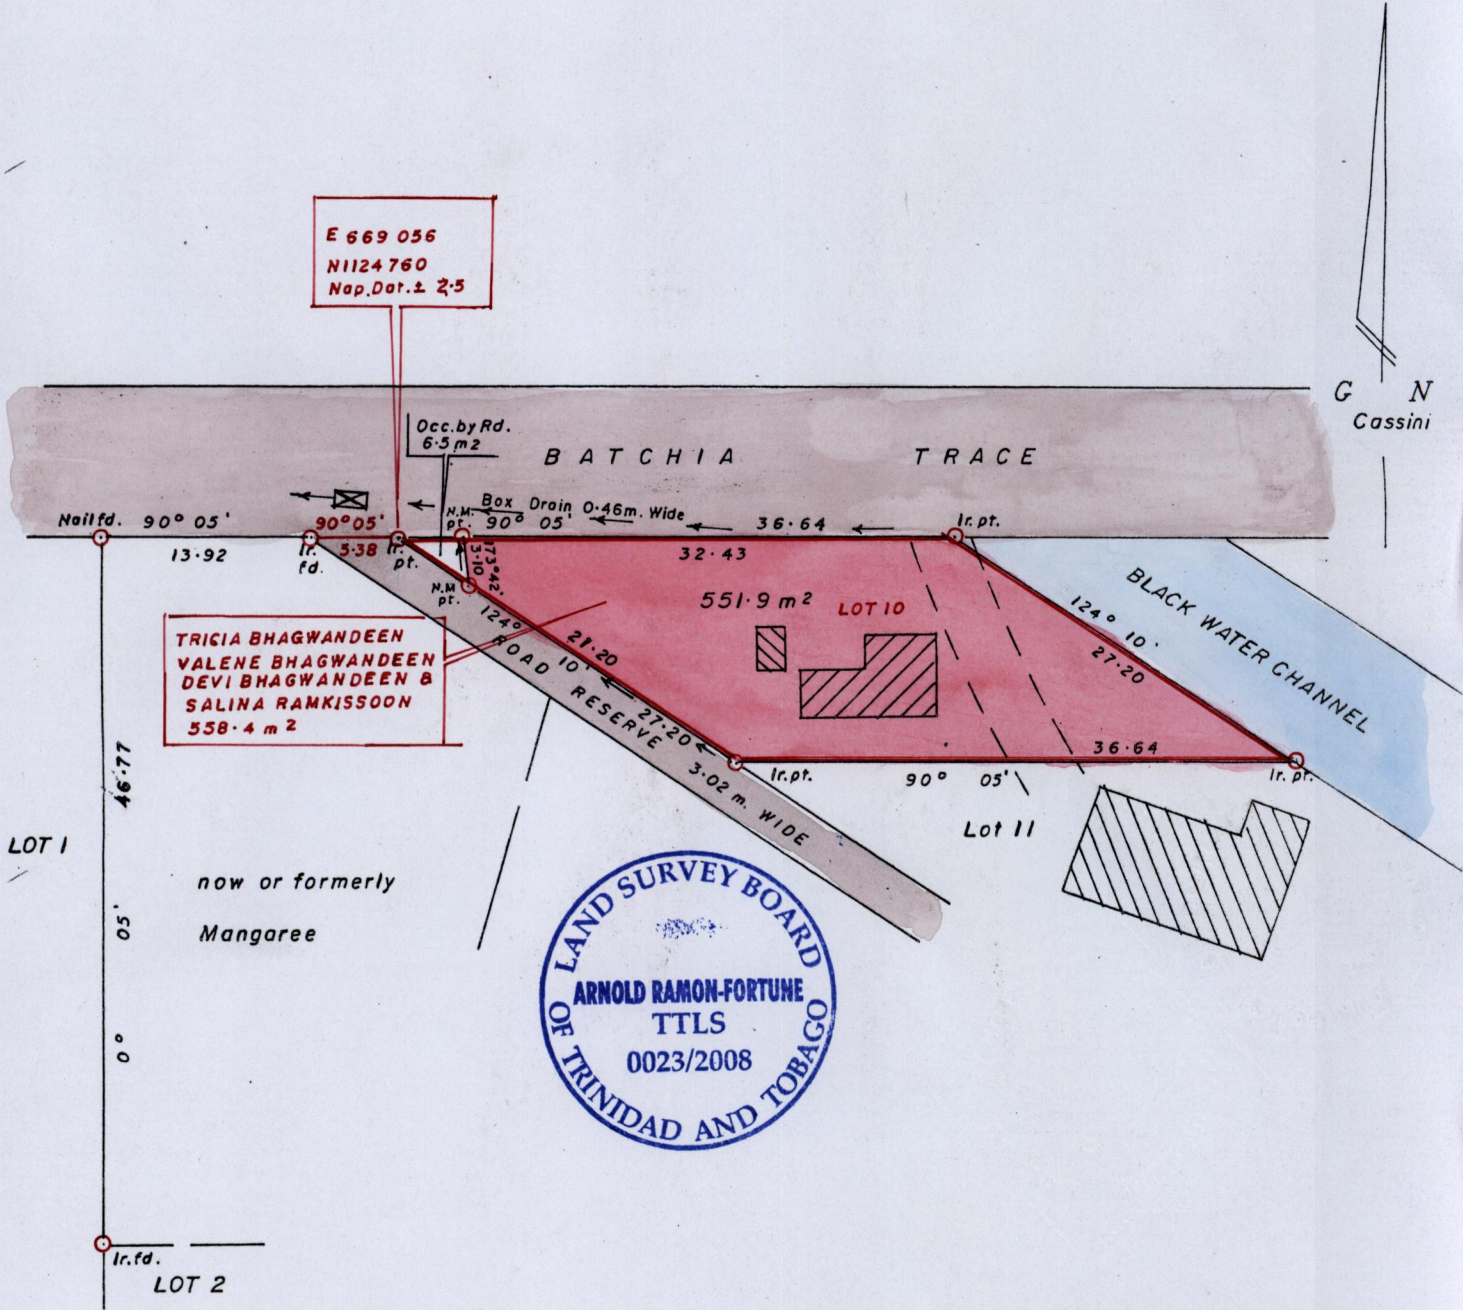 E 669 056
N1124 760
Nap. Dat. ± 2·5
G N
Cassini
Occ. by Rd.
6·5 m2
BATCHIA TRACE
Nail fd.
90° 05'
13·92
90° 05'
5·38
Ir.
fd.
Ir.
pt.
N.M.
pt.
Box Drain 0·46m. Wide
90° 05'
36·64
Ir. pt.
32·43
173° 42'
3·10
N.M
pt.
551·9 m2
LOT 10
TRICIA BHAGWANDEEN
VALENE BHAGWANDEEN
DEVI BHAGWANDEEN &
SALINA RAMKISSOON
558·4 m2
124° 10'
21·20
27·20
ROAD RESERVE 3·02 m. WIDE
124° 10'
27·20
BLACK WATER CHANNEL
36·64
Ir. pt.
90° 05'
Ir. pt.
Lot 11
46·77
0° 05'
LOT 1
now or formerly
Mangaree
LAND SURVEY BOARD
ARNOLD RAMON-FORTUNE
TTLS
0023/2008
OF TRINIDAD AND TOBAGO
Ir. fd.
LOT 2